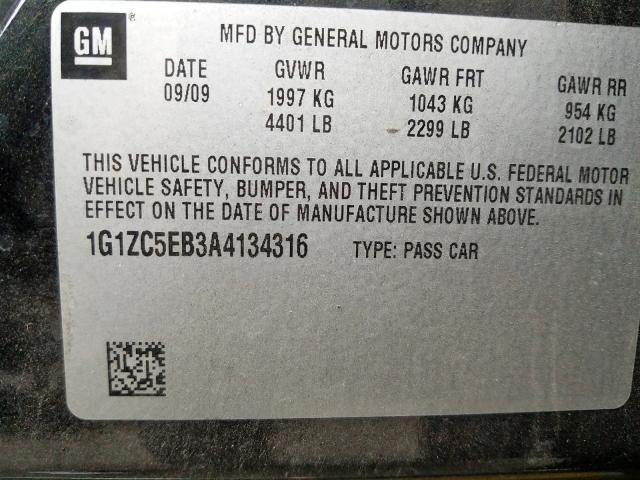 GM ®
MFD BY GENERAL MOTORS COMPANY
DATE GVWR GAWR FRT GAWR RR
09/09 1997 KG 1043 KG 954 KG
4401 LB 2299 LB 2102 LB
THIS VEHICLE CONFORMS TO ALL APPLICABLE U.S. FEDERAL MOTOR
VEHICLE SAFETY, BUMPER, AND THEFT PREVENTION STANDARDS IN
EFFECT ON THE DATE OF MANUFACTURE SHOWN ABOVE.
1G1ZC5EB3A4134316 TYPE: PASS CAR